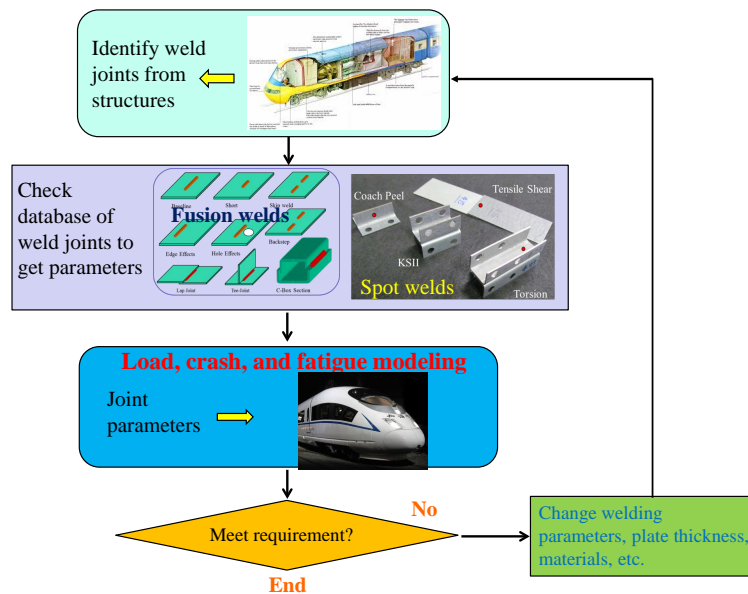 Identify weld
joints from
structures
Check
database of
weld joints to
get parameters
Baseline
Short
Skip weld
Fusion welds
Edge Effects
Hole Effects
Backstep
Lap Joint
Tee-Joint
C-Box Section
Coach Peel
Tensile Shear
KSII
Spot welds
Torsion
Load, crash, and fatigue modeling
Joint
parameters
Meet requirement?
No
End
Change welding
parameters, plate thickness,
materials, etc.